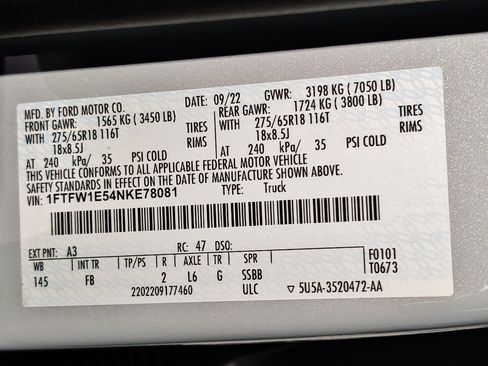 MFD. BY FORD MOTOR CO.
DATE: 09/22 GVWR: 3198 KG ( 7050 LB)
FRONT GAWR: 1565 KG ( 3450 LB) REAR GAWR: 1724 KG ( 3800 LB)
WITH 275/65R18 116T TIRES WITH 275/65R18 116T TIRES
18x8.5J RIMS 18x8.5J RIMS
AT 240 kPa/ 35 PSI COLD AT 240 kPa/ 35 PSI COLD
THIS VEHICLE CONFORMS TO ALL APPLICABLE FEDERAL MOTOR VEHICLE
SAFETY STANDARDS IN EFFECT ON THE DATE OF MANUFACTURE SHOWN ABOVE.
VIN: 1FTFW1E54NKE78081 TYPE: Truck
EXT PNT: A3 RC: 47 DSO:
WB INT TR TP/PS R AXLE TR SPR
145 FB 2 L6 G SSBB
F0101
T0673
2202209177460 ULC ▽ 5U5A-3520472-AA